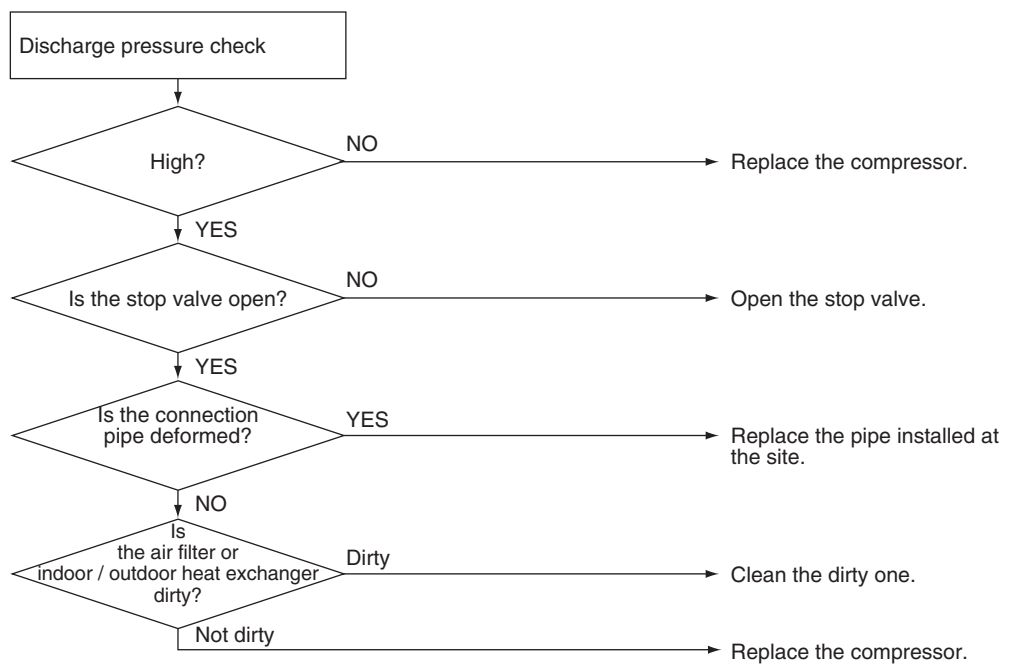 Discharge pressure check
High?
NO
Replace the compressor.
YES
Is the stop valve open?
NO
Open the stop valve.
YES
Is the connection
pipe deformed?
YES
Replace the pipe installed at
the site.
NO
Is
the air filter or
indoor / outdoor heat exchanger
dirty?
Dirty
Clean the dirty one.
Not dirty
Replace the compressor.